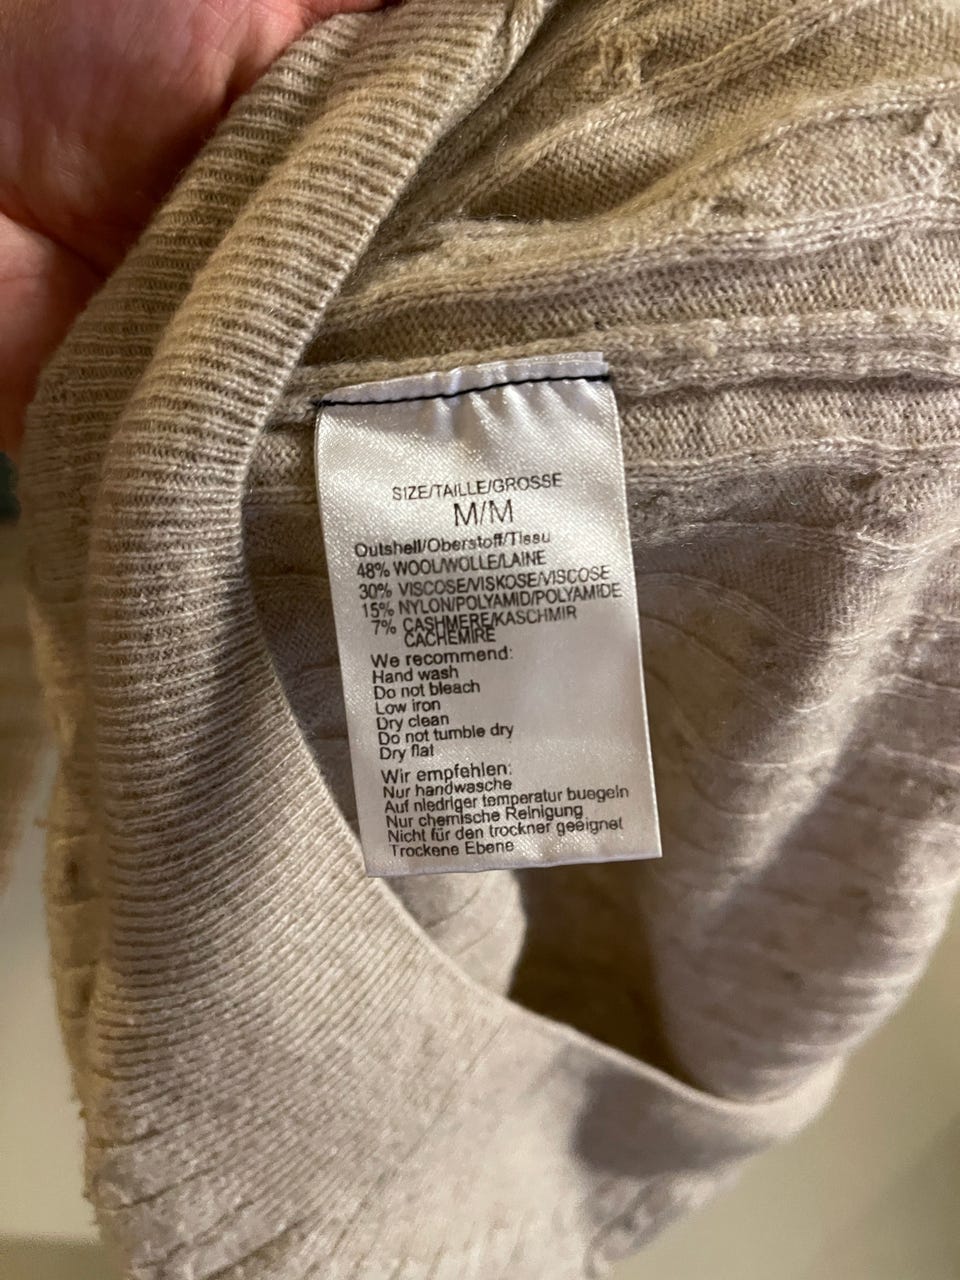 SIZE/TAILLE/GROSSE
M/M
Outshell/Oberstoff/Tissu
48% WOOL/WOLLE/LAINE
30% VISCOSE/VISKOSE/VISCOSE
15% NYLON/POLYAMID/POLYAMIDE
7% CASHMERE/KASCHMIR
CACHEMIRE
We recommend:
Hand wash
Do not bleach
Low iron
Dry clean
Do not tumble dry
Dry flat
Wir empfehlen:
Nur handwasche
Auf niedriger temperatur buegeln
Nur chemische Reinigung
Nicht für den trockner geeignet
Trockene Ebene